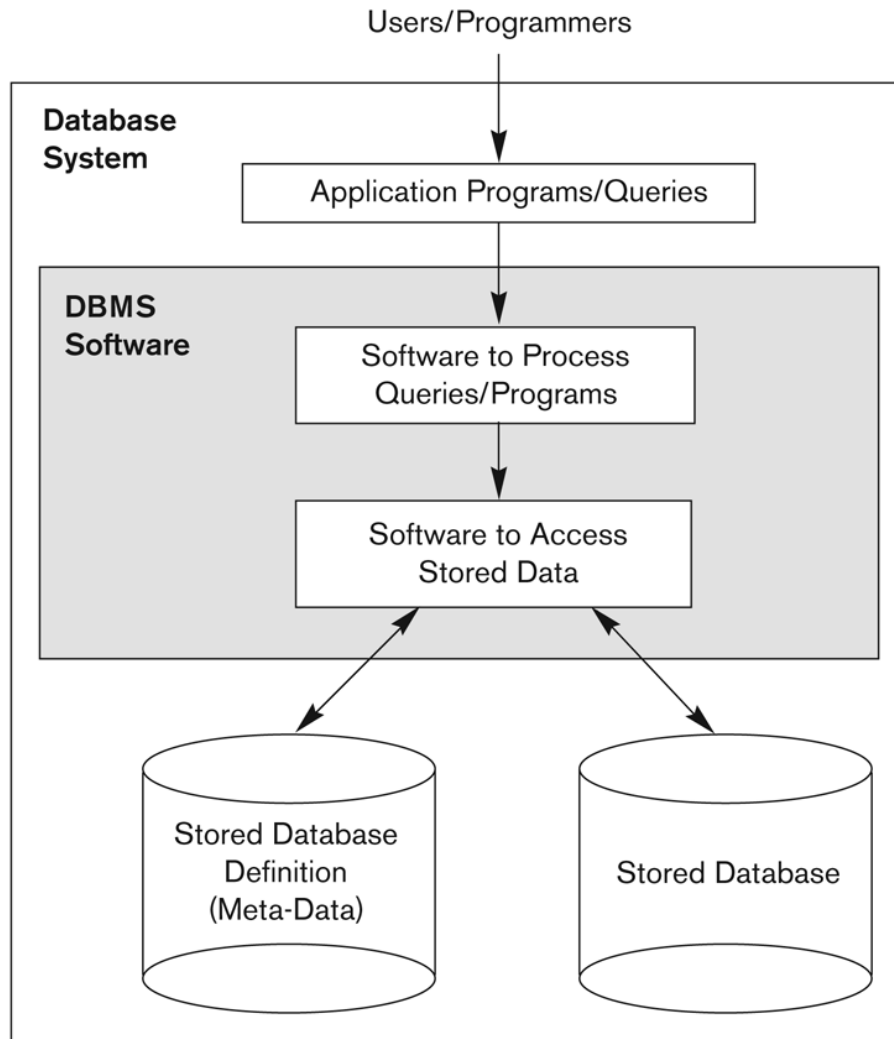 Users/Programmers
Database
System
Application Programs/Queries
DBMS
Software
Software to Process
Queries/Programs
Software to Access
Stored Data
Stored Database
Definition
(Meta-Data)
Stored Database